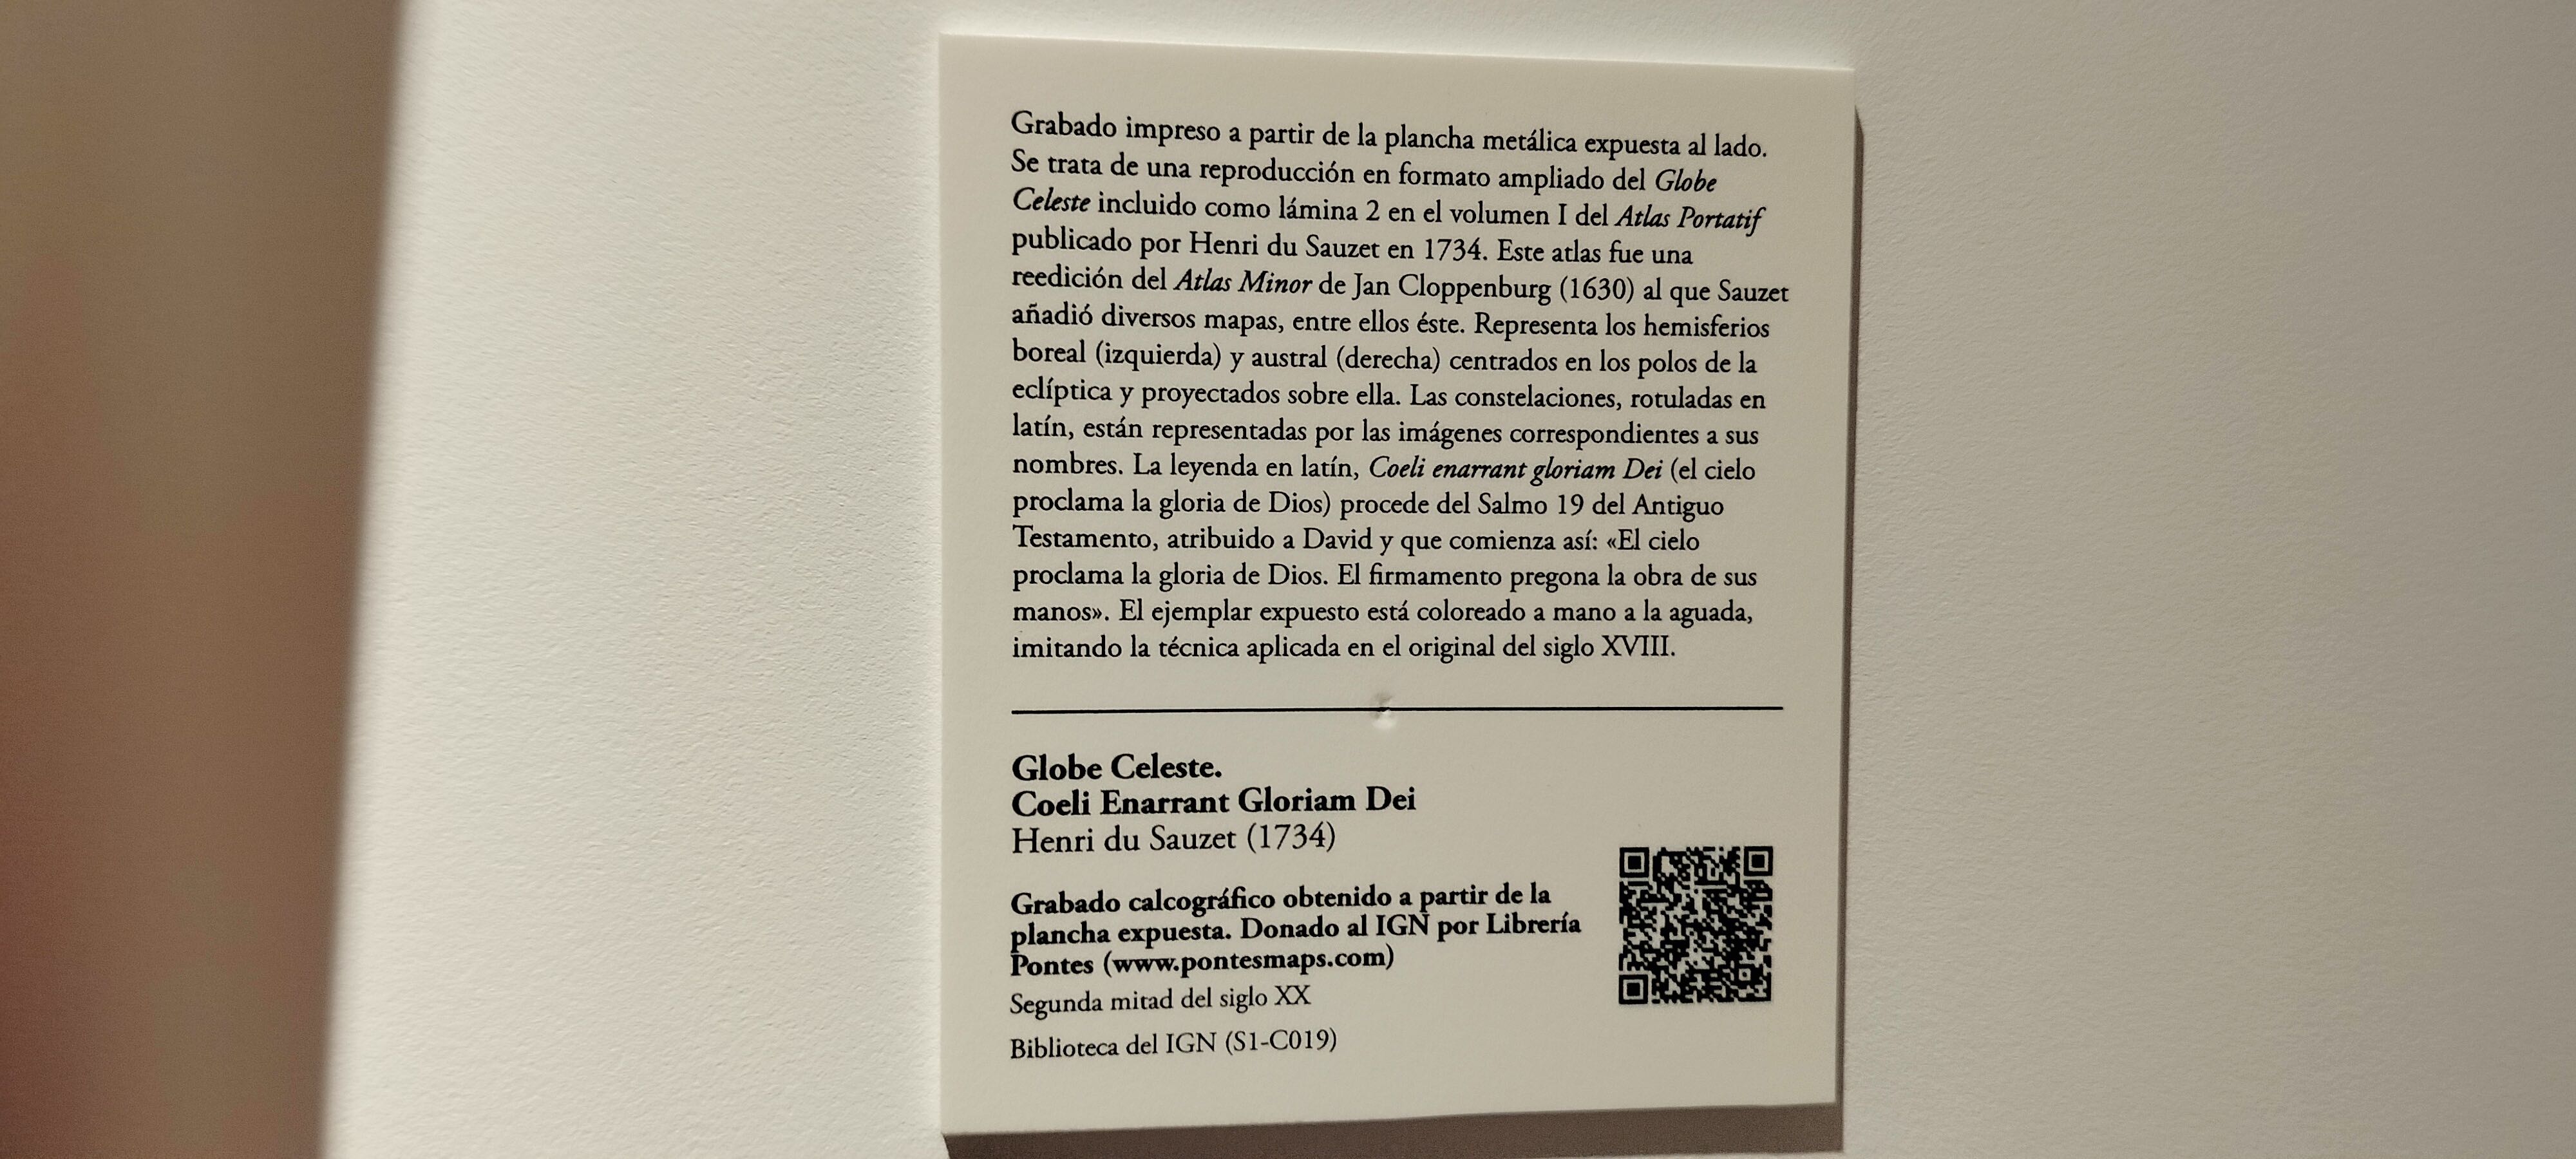 Grabado impreso a partir de la plancha metálica expuesta al lado.
Se trata de una reproducción en formato ampliado del Globe
Celeste incluido como lámina 2 en el volumen I del Atlas Portatif
publicado por Henri du Sauzet en 1734. Este atlas fue una
reedición del Atlas Minor de Jan Cloppenburg (1630) al que Sauzet
añadió diversos mapas, entre ellos éste. Representa los hemisferios
boreal (izquierda) y austral (derecha) centrados en los polos de la
eclíptica y proyectados sobre ella. Las constelaciones, rotuladas en
latín, están representadas por las imágenes correspondientes a sus
nombres. La leyenda en latín, Coeli enarrant gloriam Dei (el cielo
proclama la gloria de Dios) procede del Salmo 19 del Antiguo
Testamento, atribuido a David y que comienza así: «El cielo
proclama la gloria de Dios. El firmamento pregona la obra de sus
manos». El ejemplar expuesto está coloreado a mano a la aguada,
imitando la técnica aplicada en el original del siglo XVIII.
Globe Celeste.
Coeli Enarrant Gloriam Dei
Henri du Sauzet (1734)
Grabado calcográfico obtenido a partir de la
plancha expuesta. Donado al IGN por Librería
Pontes (www.pontesmaps.com)
Segunda mitad del siglo XX
Biblioteca del IGN (S1-C019)